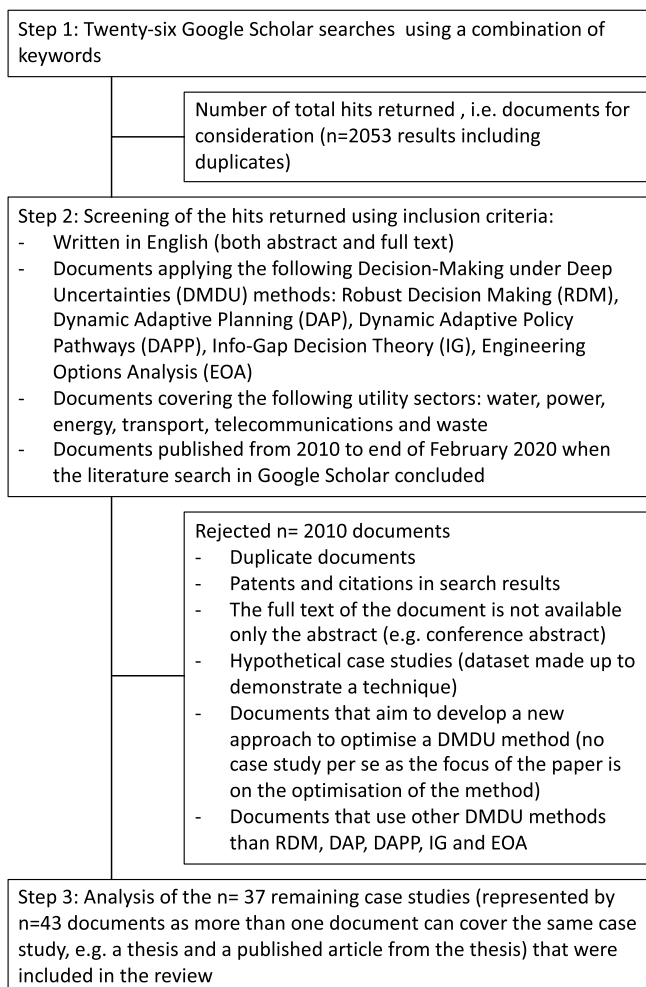 Step 1: Twenty-six Google Scholar searches using a combination of
keywords
Number of total hits returned , i.e. documents for
consideration (n=2053 results including
duplicates)
Step 2: Screening of the hits returned using inclusion criteria:
- Written in English (both abstract and full text)
- Documents applying the following Decision-Making under Deep
Uncertainties (DMDU) methods: Robust Decision Making (RDM),
Dynamic Adaptive Planning (DAP), Dynamic Adaptive Policy
Pathways (DAPP), Info-Gap Decision Theory (IG), Engineering
Options Analysis (EOA)
- Documents covering the following utility sectors: water, power,
energy, transport, telecommunications and waste
- Documents published from 2010 to end of February 2020 when
the literature search in Google Scholar concluded
Rejected n= 2010 documents
- Duplicate documents
- Patents and citations in search results
- The full text of the document is not available
only the abstract (e.g. conference abstract)
- Hypothetical case studies (dataset made up to
demonstrate a technique)
- Documents that aim to develop a new
approach to optimise a DMDU method (no
case study per se as the focus of the paper is
on the optimisation of the method)
- Documents that use other DMDU methods
than RDM, DAP, DAPP, IG and EOA
Step 3: Analysis of the n= 37 remaining case studies (represented by
n=43 documents as more than one document can cover the same case
study, e.g. a thesis and a published article from the thesis) that were
included in the review